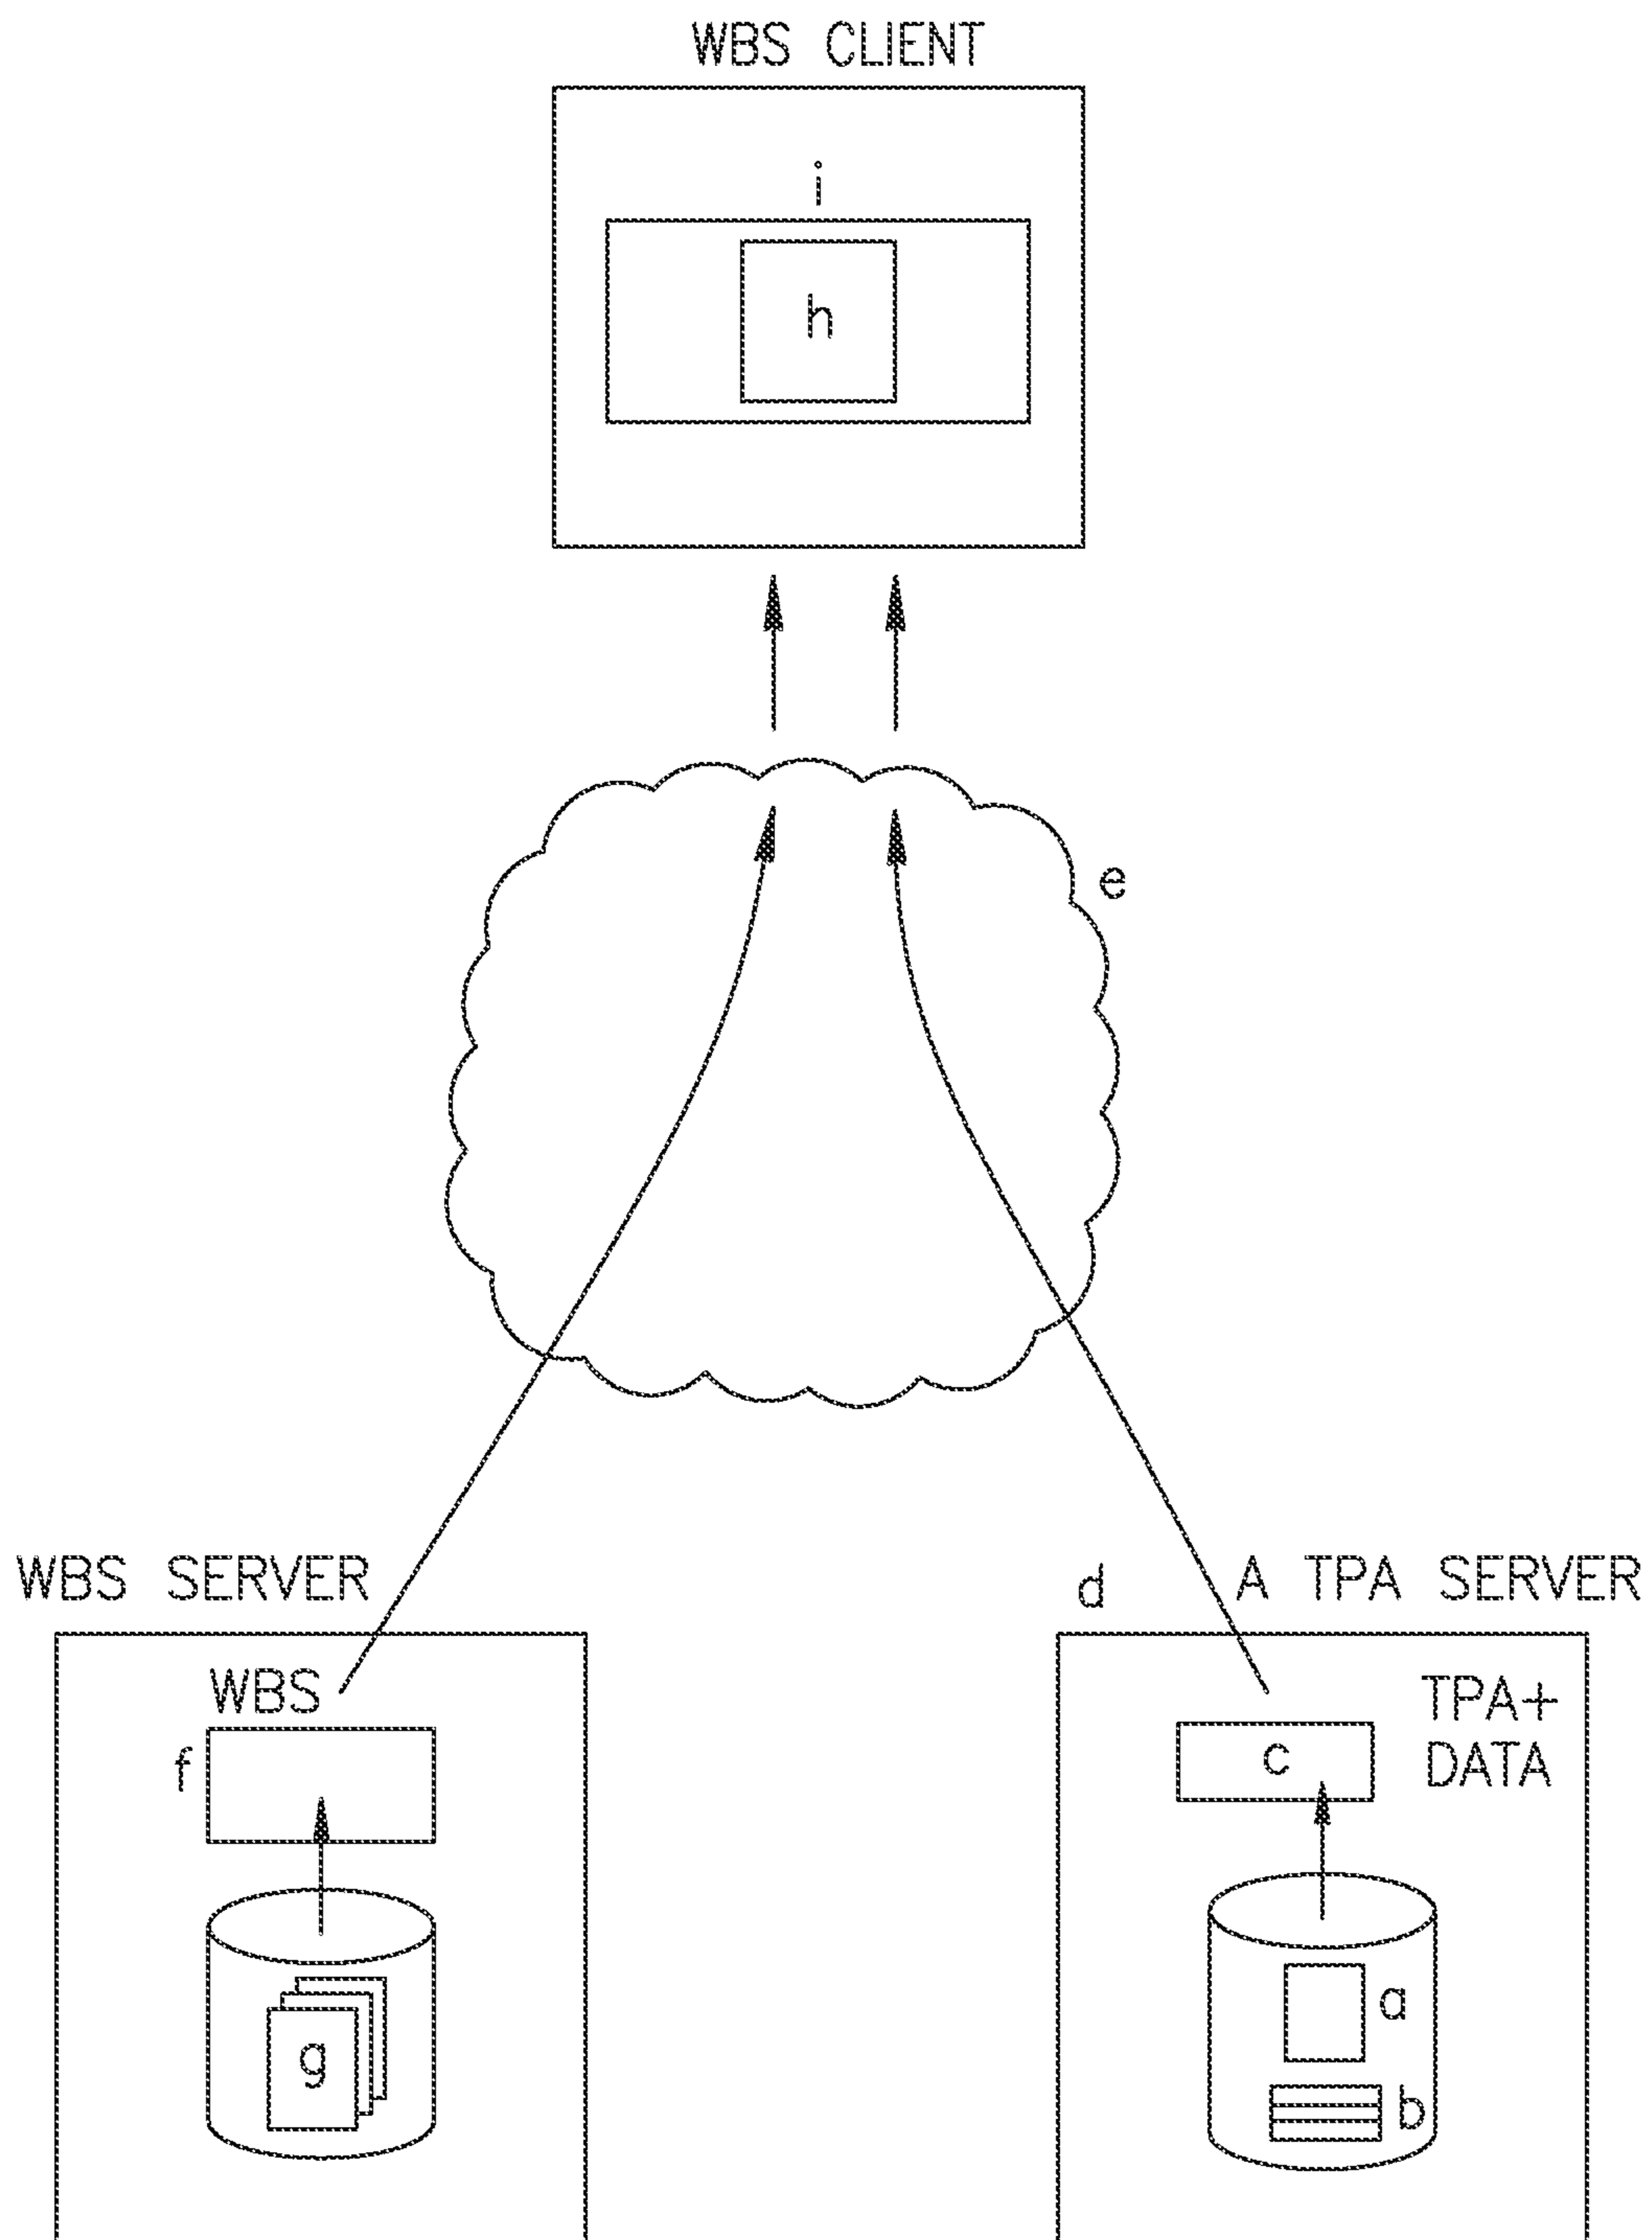 WBS CLIENT
i
h
e
WBS SERVER
d
A TPA SERVER
WBS
f
TPA+
DATA
c
g
a
b